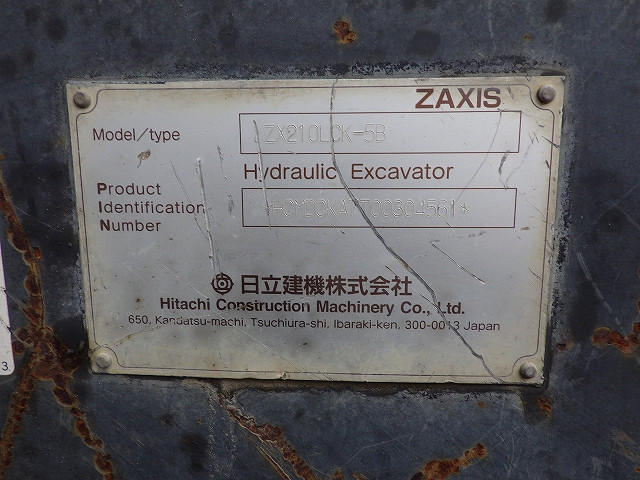 ZAXIS
Model/type ZX210LCK-5B
Hydraulic Excavator
Product
Identification
Number
日立建機株式会社
Hitachi Construction Machinery Co., Ltd.
650, Kandatsu-machi, Tsuchiura-shi, Ibaraki-ken, 300-0013 Japan
3